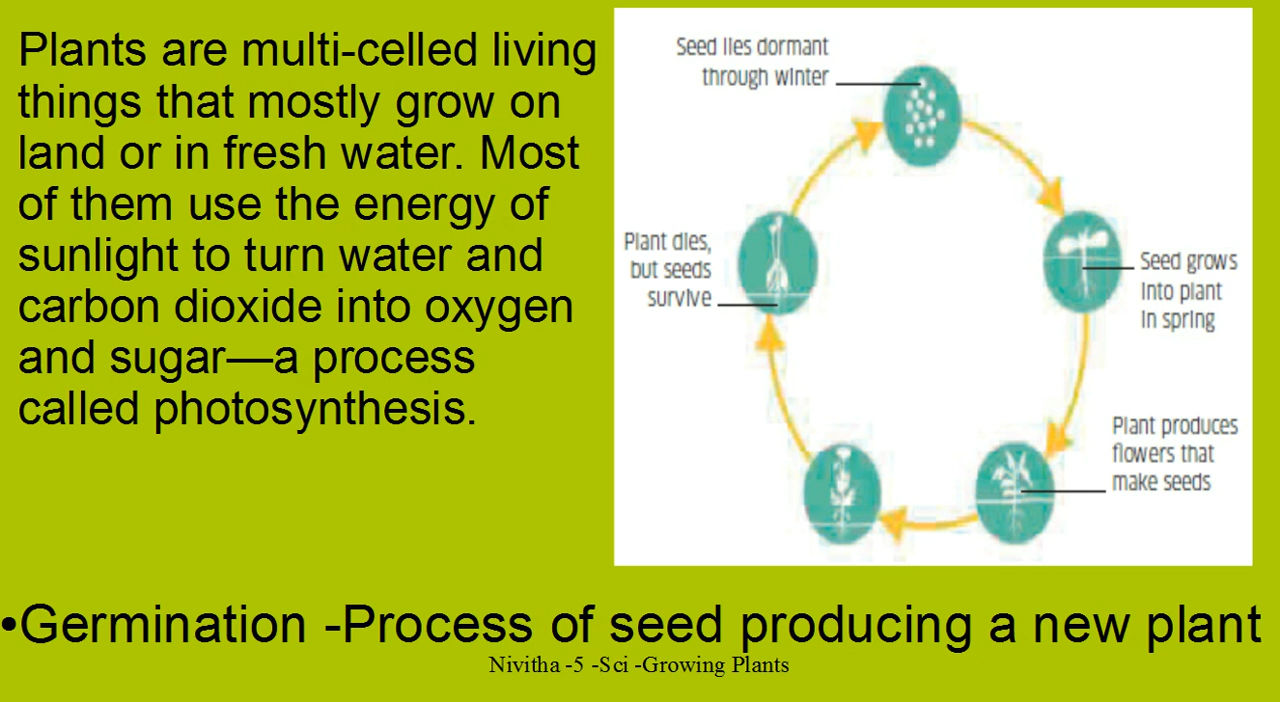 Plants are multi-celled living
things that mostly grow on
land or in fresh water. Most
of them use the energy of
sunlight to turn water and
carbon dioxide into oxygen
and sugar—a process
called photosynthesis.
Seed lies dormant
through winter
Seed grows
into plant
in spring
Plant produces
flowers that
make seeds
Plant dies,
but seeds
survive
•Germination -Process of seed producing a new plant
Nivitha -5 -Sci -Growing Plants